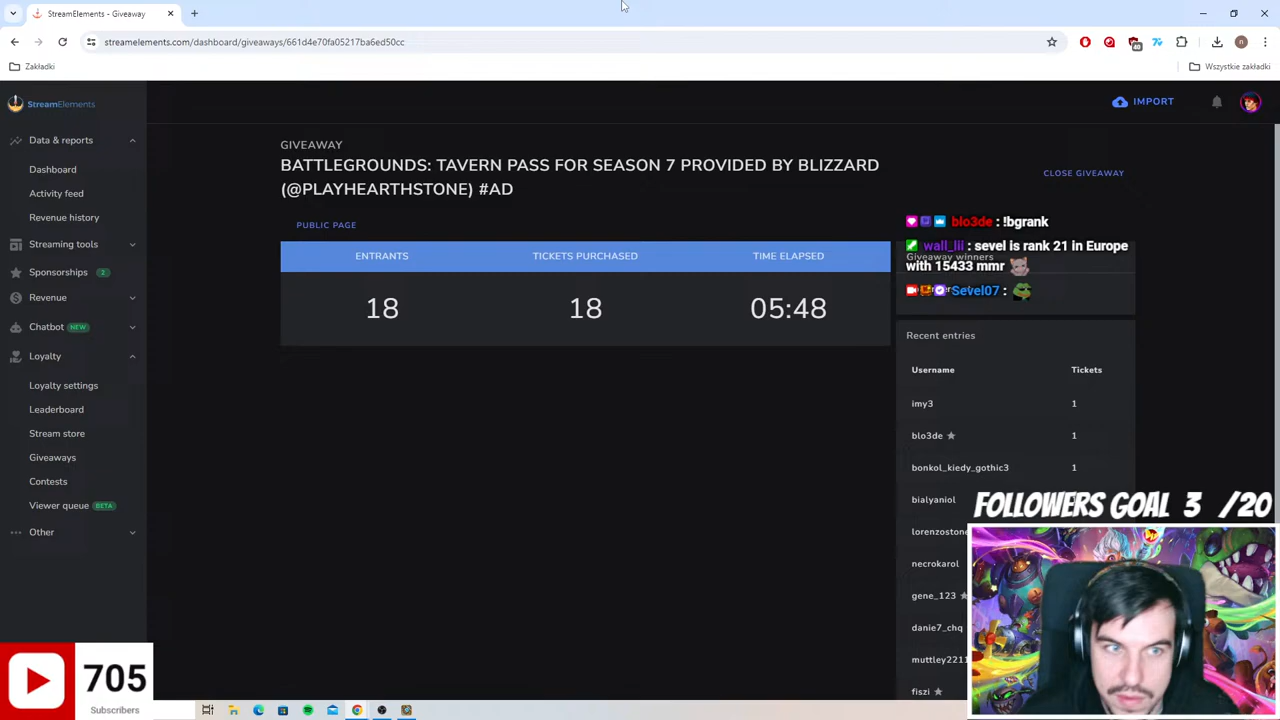 StreamElements - Giveaway
streamelements.com/dashboard/giveaways/661d4e70fa05217ba6ed50cc
40
n
Zakładki
Wszystkie zakładki
StreamElements
IMPORT
Data & reports
Dashboard
Activity feed
Revenue history
Streaming tools
Sponsorships 2
Revenue
Chatbot NEW
Loyalty
Loyalty settings
Leaderboard
Stream store
Giveaways
Contests
Viewer queue BETA
Other
GIVEAWAY
BATTLEGROUNDS: TAVERN PASS FOR SEASON 7 PROVIDED BY BLIZZARD
(@PLAYHEARTHSTONE) #AD
CLOSE GIVEAWAY
PUBLIC PAGE
ENTRANTS TICKETS PURCHASED TIME ELAPSED
18 18 05:48
blo3de : !bgrank
wall_lii : sevel is rank 21 in Europe
with 15433 mmr
Giveaway winners
Sevel07 :
Recent entries
Username Tickets
imy3 1
blo3de 1
bonkol_kiedy_gothic3 1
bialyaniol
lorenzostone
necrokarol
gene_123
danie7_chq
muttley2211
fiszi
FOLLOWERS GOAL 3 /20
705
Subscribers